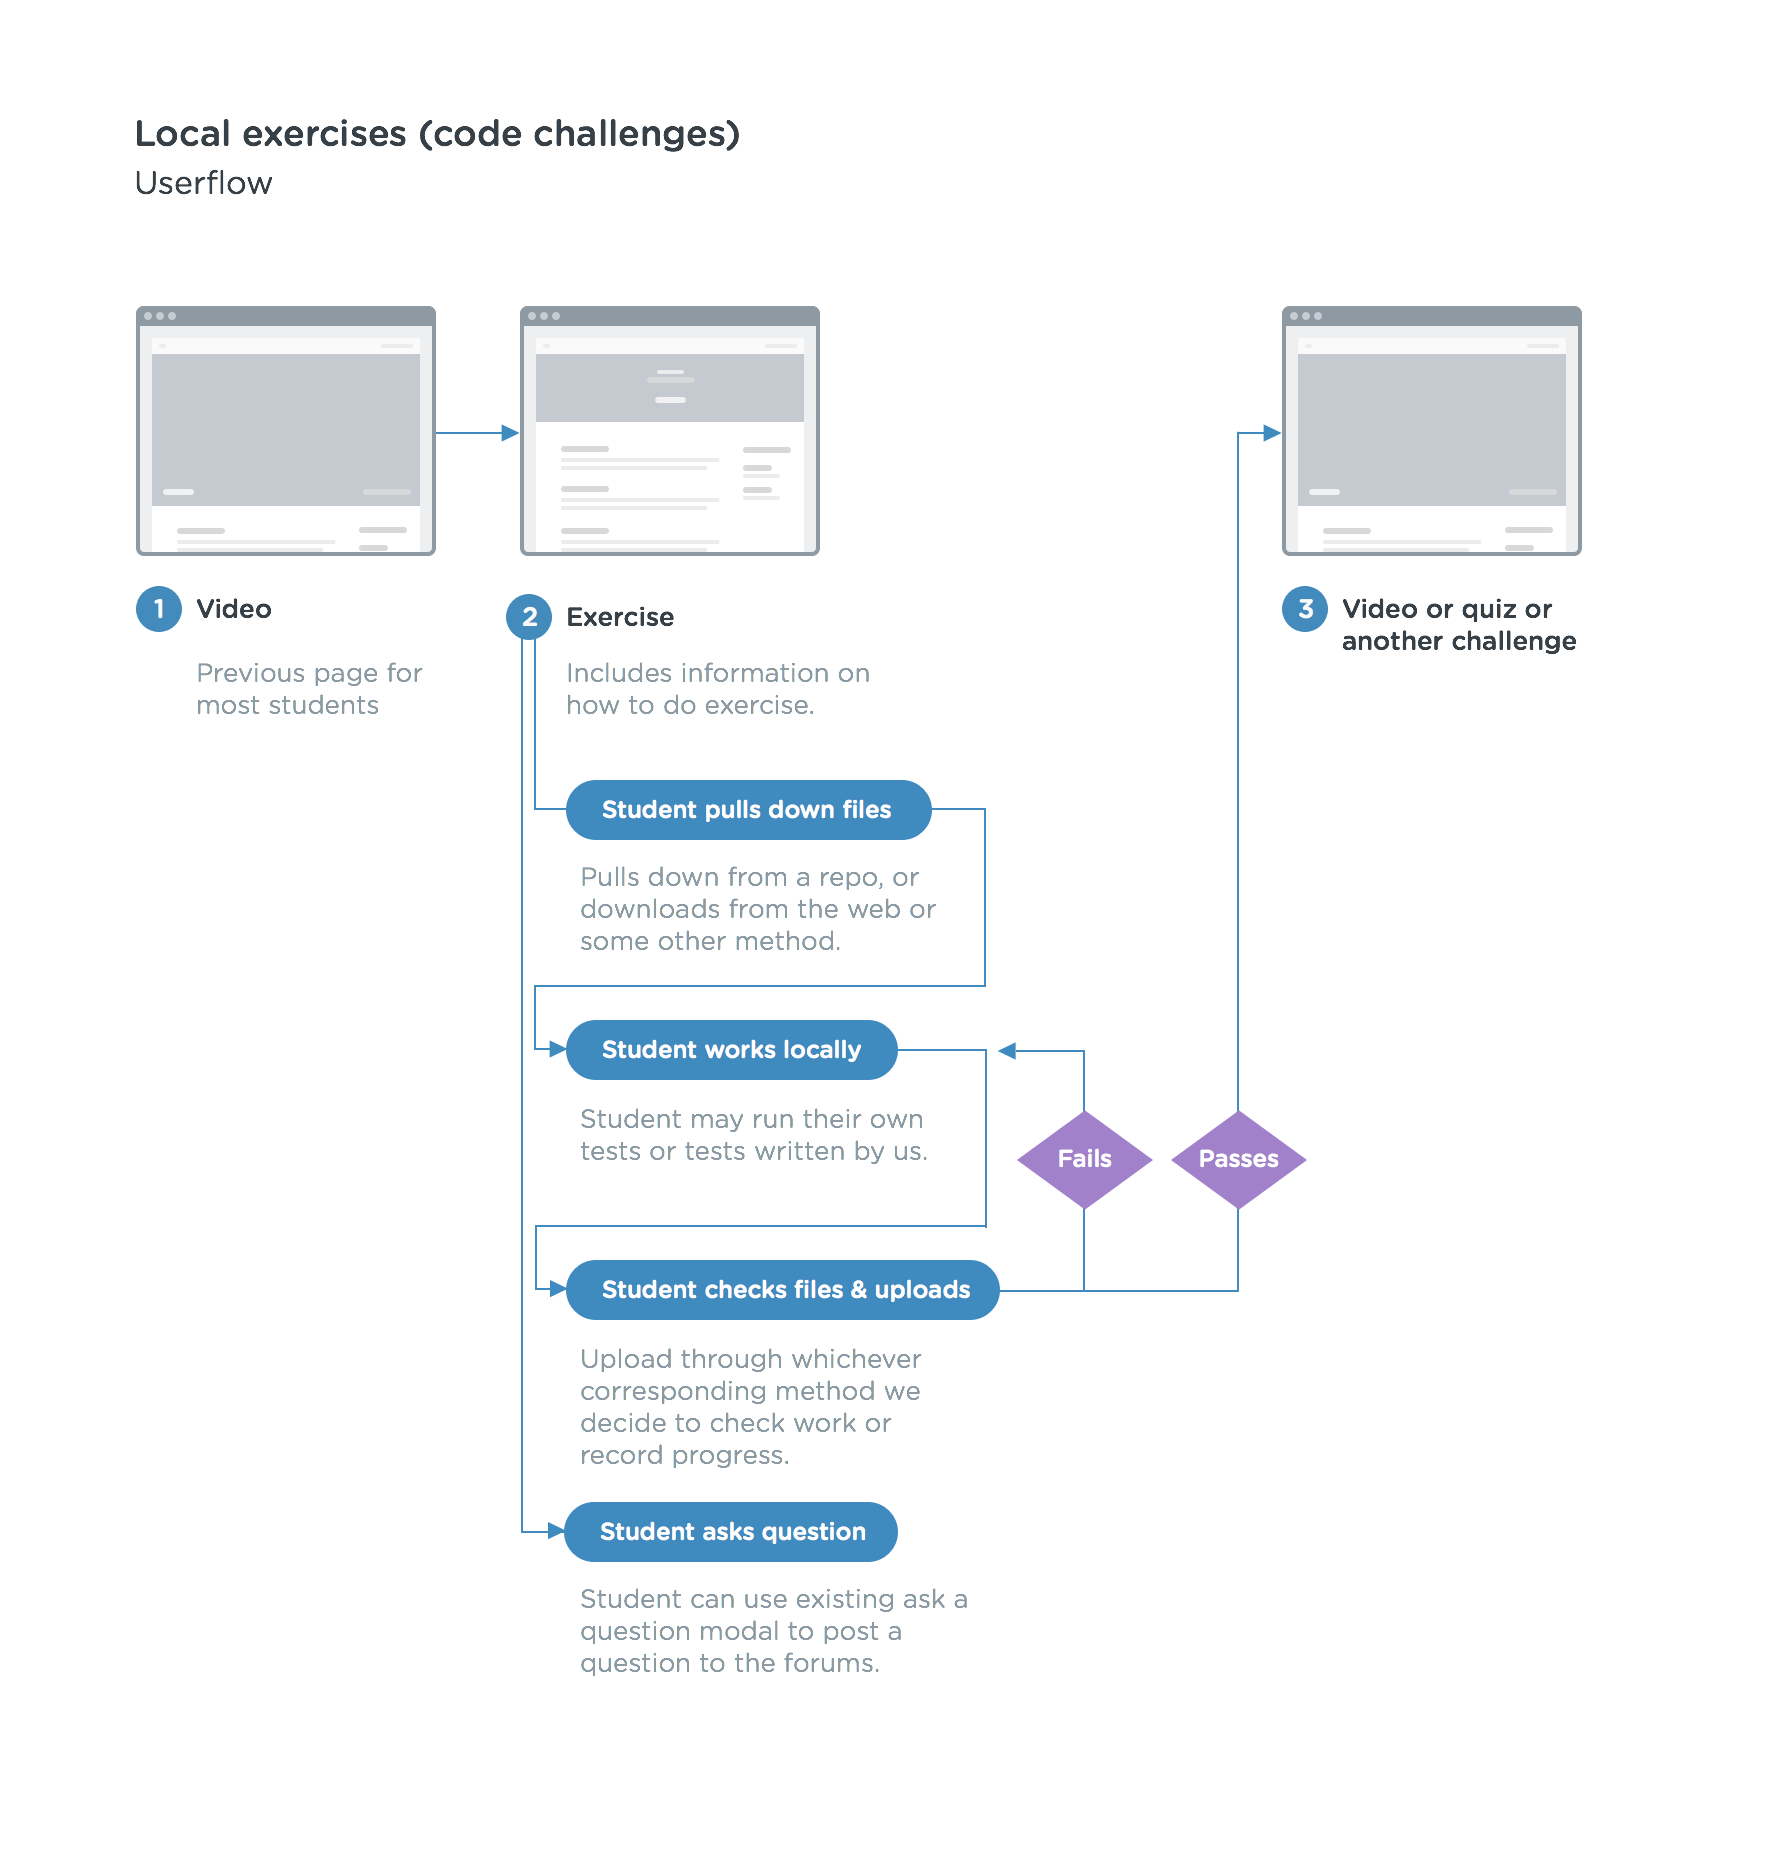 Local exercises (code challenges)
Userflow
1
Video
Previous page for
most students
2
Exercise
Includes information on
how to do exercise.
3
Video or quiz or
another challenge
Student pulls down files
Pulls down from a repo, or
downloads from the web or
some other method.
Student works locally
Student may run their own
tests or tests written by us.
Fails
Passes
Student checks files & uploads
Upload through whichever
corresponding method we
decide to check work or
record progress.
Student asks question
Student can use existing ask a
question modal to post a
question to the forums.